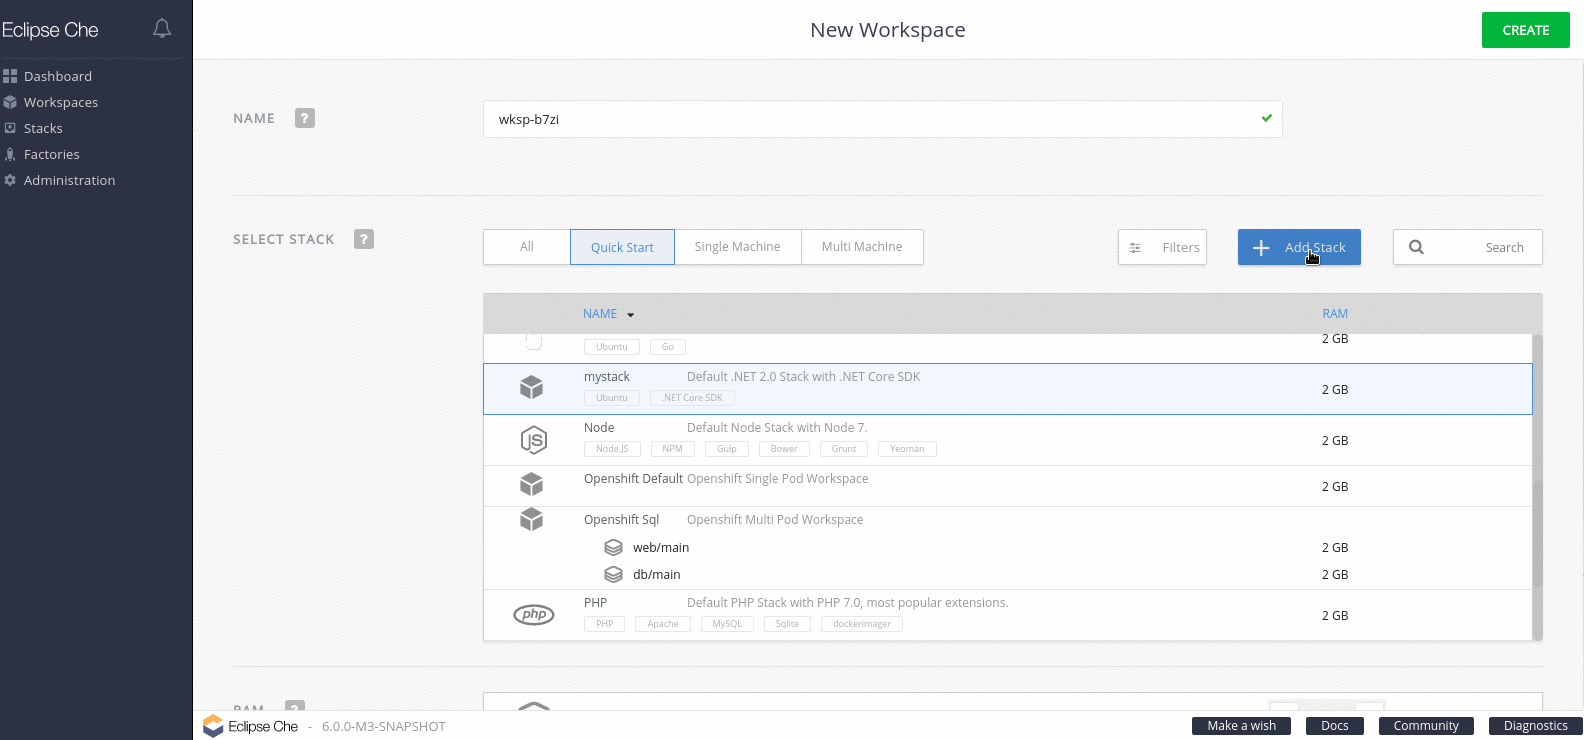 Eclipse Che
New Workspace
CREATE
Dashboard
Workspaces
Stacks
Factories
Administration
NAME ?
wksp-b7zi
SELECT STACK ?
All Quick Start Single Machine Multi Machine Filters Add Stack Search
NAME RAM
2 GB
Ubuntu Go
mystack Default .NET 2.0 Stack with .NET Core SDK
2 GB
Ubuntu .NET Core SDK
Node Default Node Stack with Node 7.
2 GB
Node.JS NPM Gulp Bower Grunt Yeoman
Openshift Default Openshift Single Pod Workspace
2 GB
Openshift Sql Openshift Multi Pod Workspace
web/main 2 GB
db/main 2 GB
PHP Default PHP Stack with PHP 7.0, most popular extensions.
2 GB
PHP Apache MySQL Sqlite dockerimager
RAM ?
php
JS
Eclipse Che - 6.0.0-M3-SNAPSHOT
Make a wish Docs Community Diagnostics